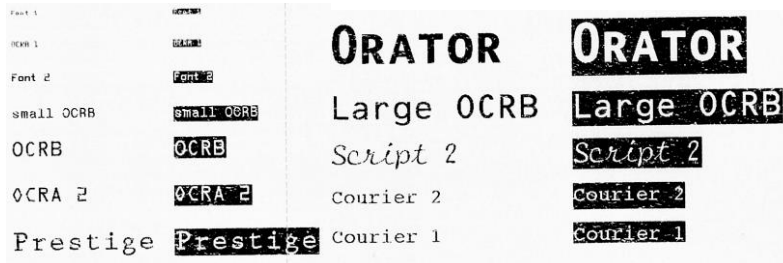 Font 1 Font 1
OCRA 1 OCRA 1
Font 2 Font 2
small OCRB small OCRB
OCRB OCRB
OCRA 2 OCRA 2
Prestige Prestige
ORATOR ORATOR
Large OCRB Large OCRB
Script 2 Script 2
Courier 2 Courier 2
Courier 1 Courier 1